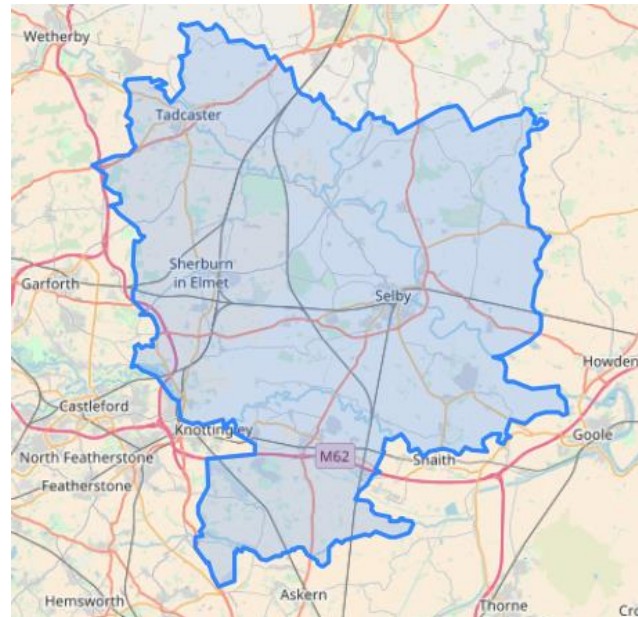 Wetherby
Tadcaster
Sherburn
in Elmet
Garforth
Selby
Howden
Castleford
Knottingley
Goole
North Featherstone
M62
Snaith
Featherstone
Hemsworth
Askern
Thorne
Cro